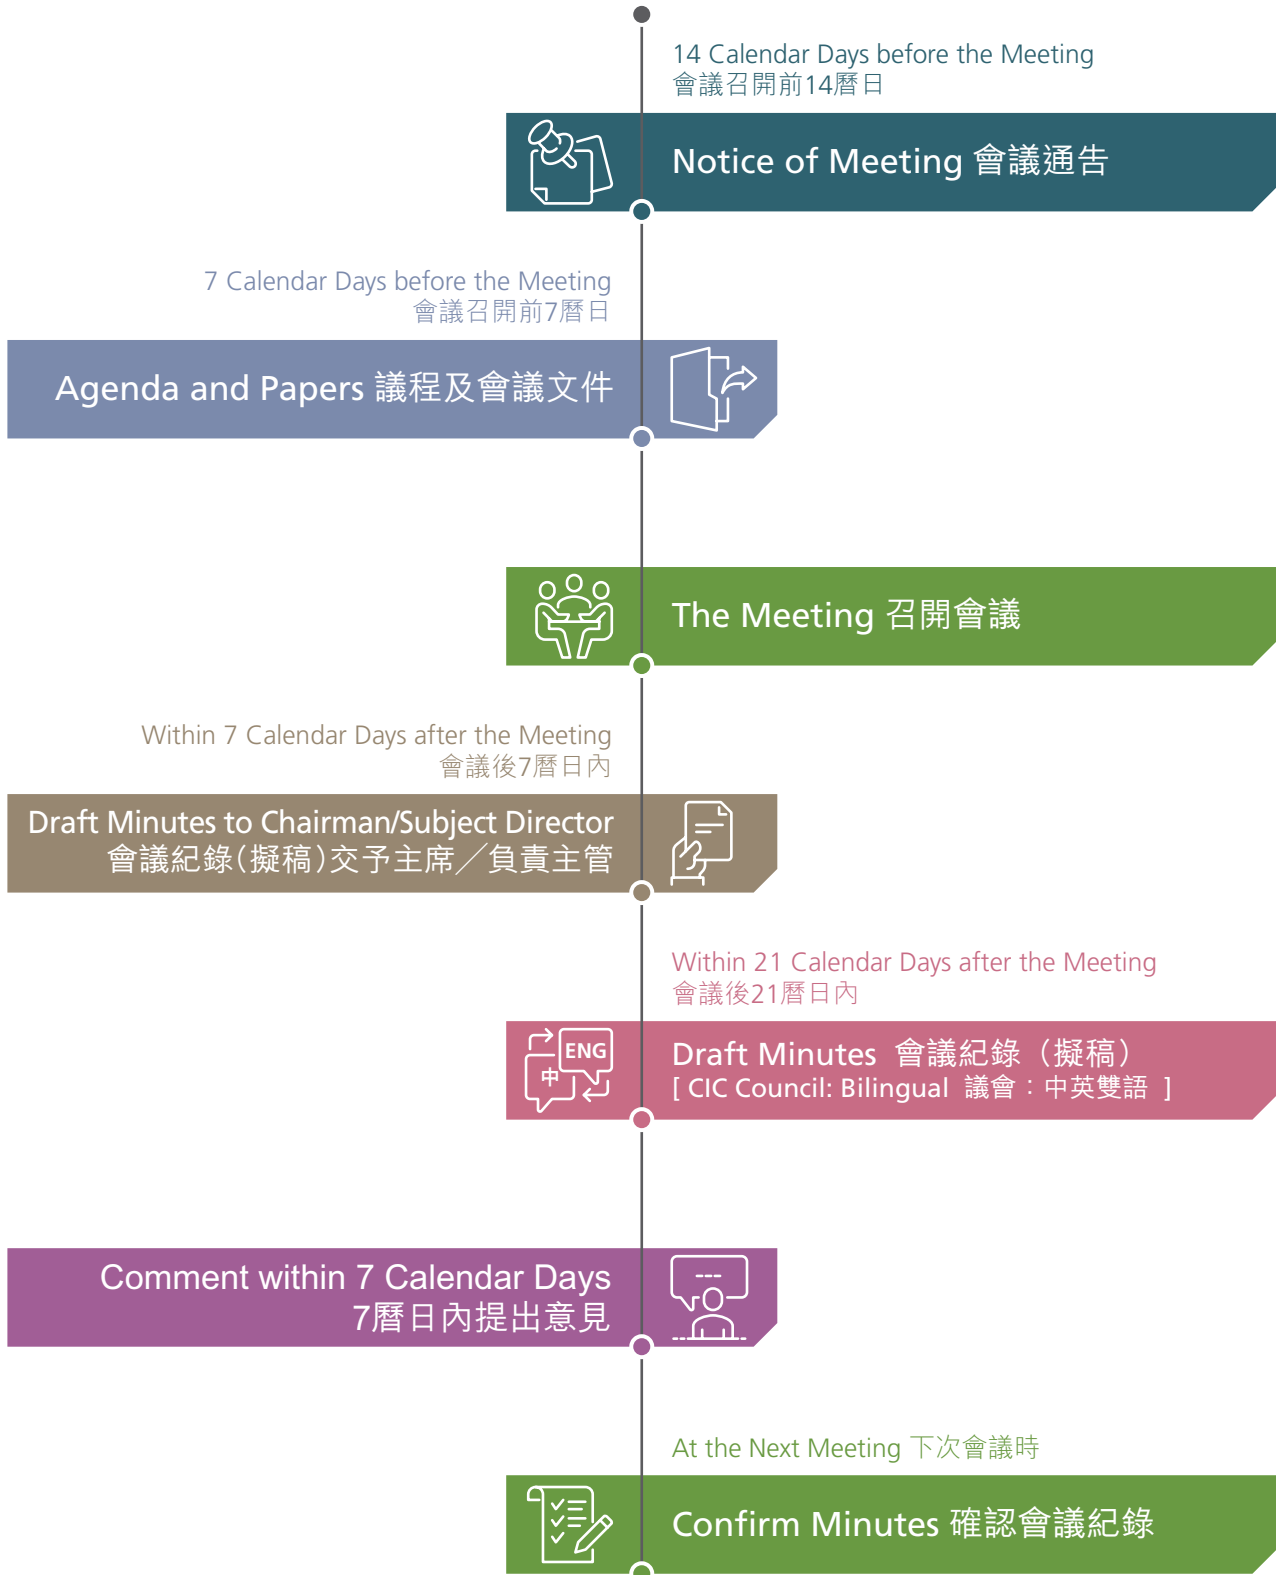 14 Calendar Days before the Meeting
會議召開前14曆日
Notice of Meeting 會議通告
7 Calendar Days before the Meeting
會議召開前7曆日
Agenda and Papers 議程及會議文件
The Meeting 召開會議
Within 7 Calendar Days after the Meeting
會議後7曆日內
Draft Minutes to Chairman/Subject Director
會議紀錄(擬稿)交予主席／負責主管
Within 21 Calendar Days after the Meeting
會議後21曆日內
ENG
中
Draft Minutes 會議紀錄（擬稿）
[ CIC Council: Bilingual 議會：中英雙語 ]
Comment within 7 Calendar Days
7曆日內提出意見
At the Next Meeting 下次會議時
Confirm Minutes 確認會議紀錄